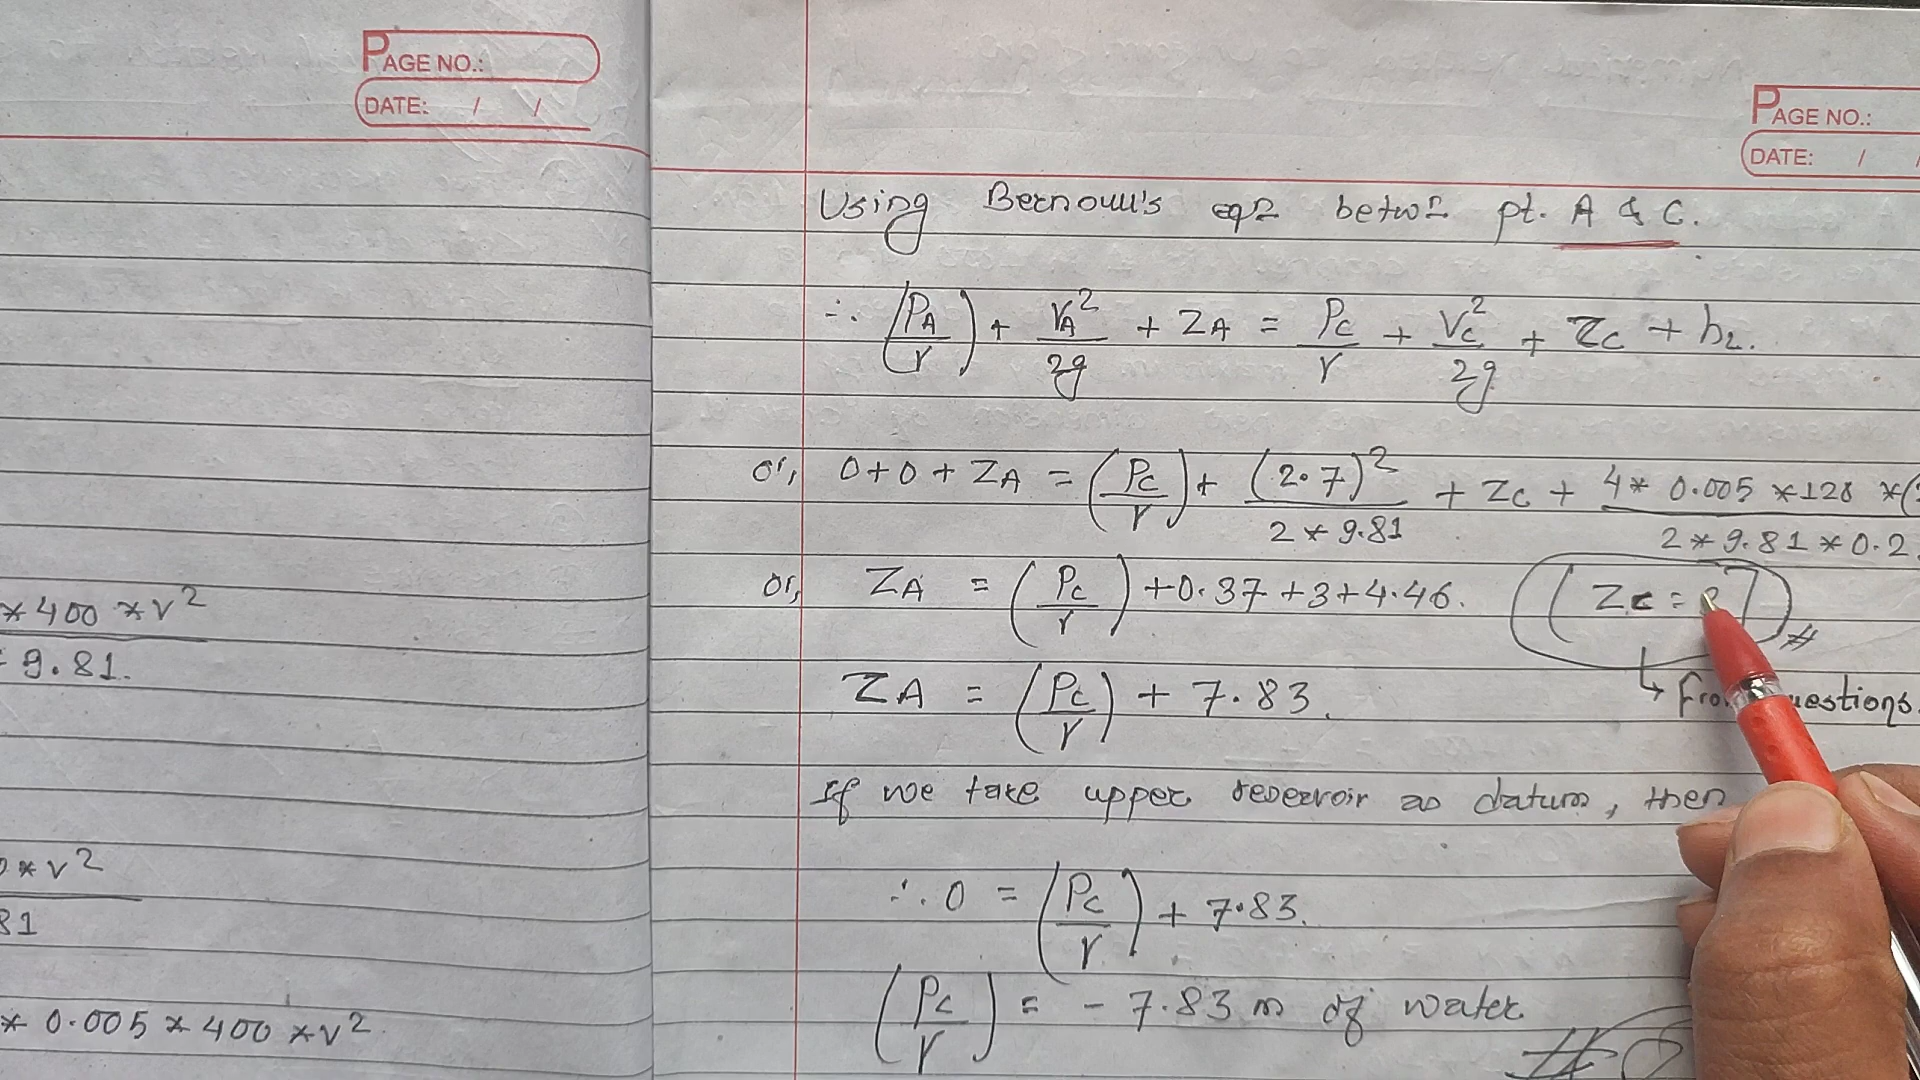 PAGE NO.:
DATE: / /
* 400 * v²
9.81.
* v²
81
* 0.005 * 400 * v²
PAGE NO.:
DATE: /
Using Bernoulli's eqn betwn pt. A & C.
∴ (PA/γ) + VA²/2g + ZA = PC/γ + VC²/2g + ZC + hL.
or, 0+0+ ZA = (PC/γ) + (2.7)²/2 * 9.81 + ZC + 4 * 0.005 * 128 * (/2 * 9.81 * 0.2
or, ZA = (PC/γ) + 0.37 + 3 + 4.46. (ZC =
ZA = (PC/γ) + 7.83.
If we take upper reservoir as datum, then
∴ 0 = (PC/γ) + 7.83.
(PC/γ) = - 7.83 m of water